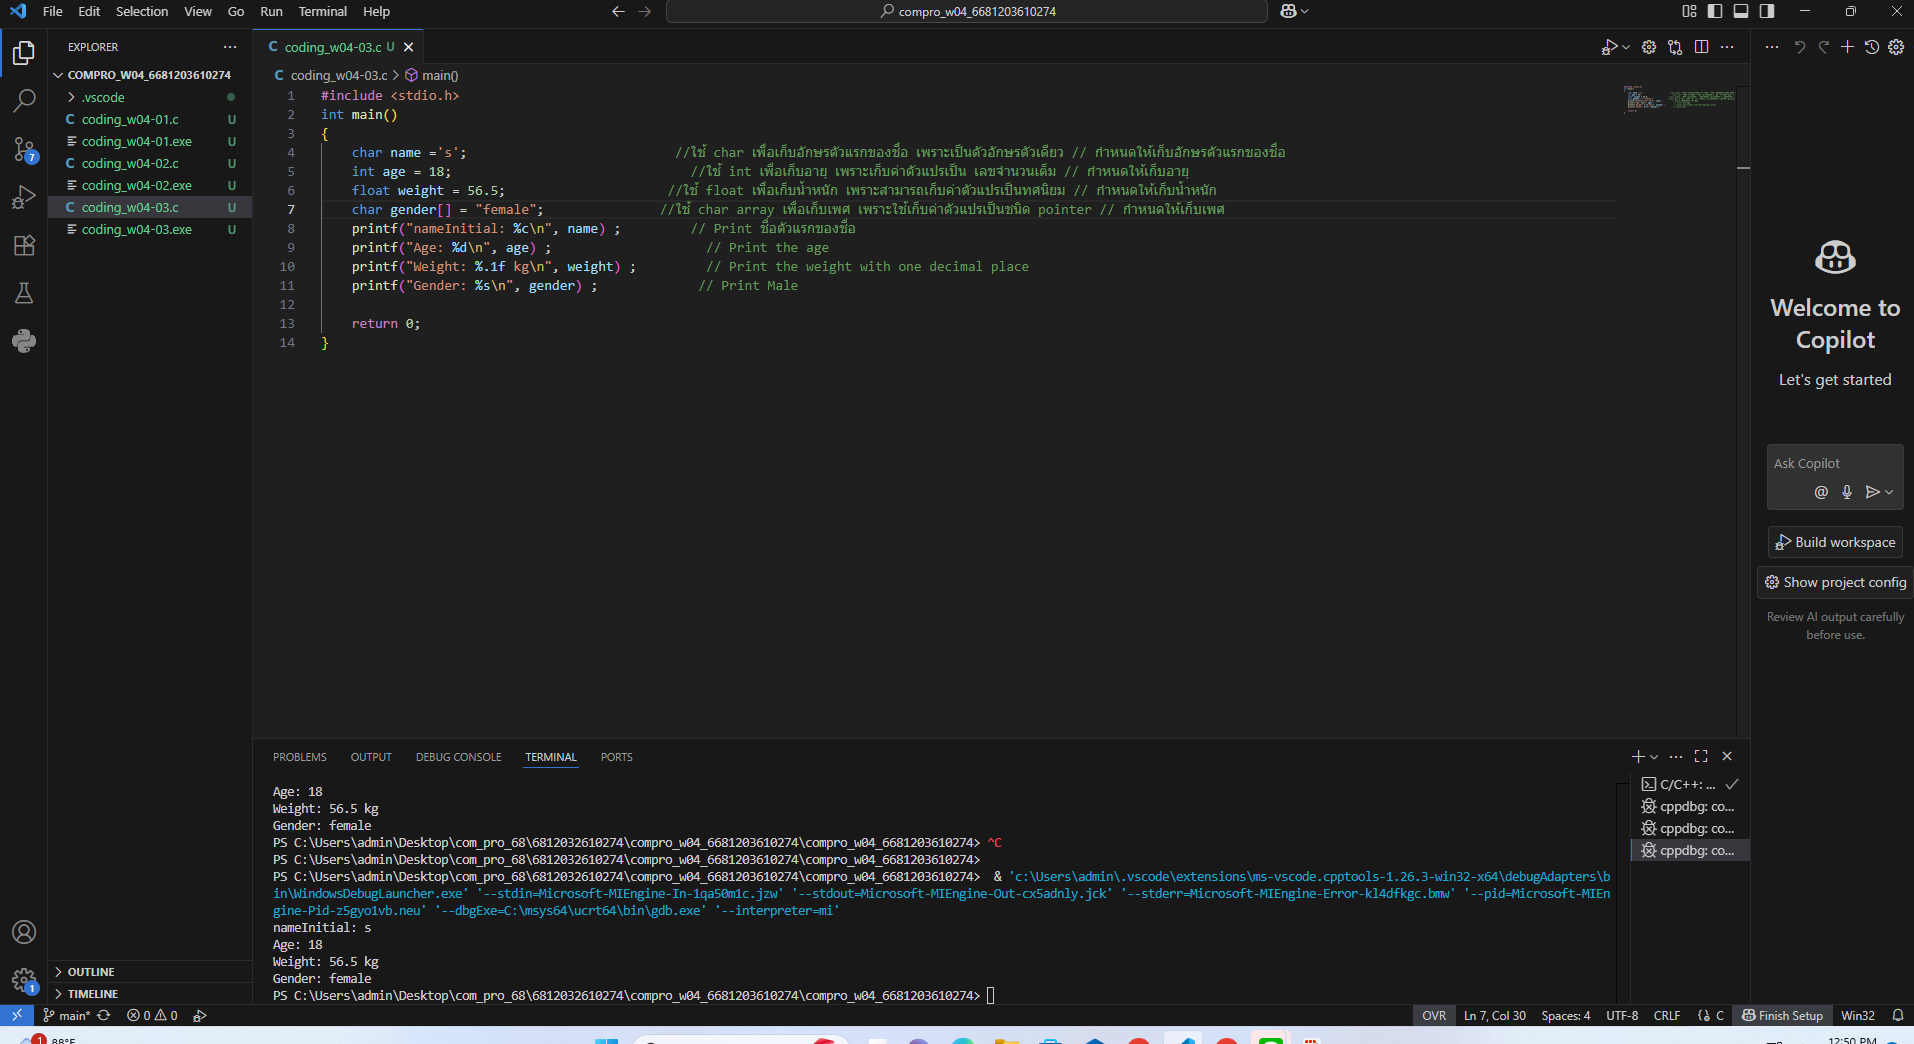 File Edit Selection View Go Run Terminal Help
compro_w04_6681203610274
EXPLORER
COMPRO_W04_6681203610274
.vscode
C coding_w04-01.c U
coding_w04-01.exe U
C coding_w04-02.c U
coding_w04-02.exe U
C coding_w04-03.c U
coding_w04-03.exe U
OUTLINE
TIMELINE
7
1
C coding_w04-03.c U
C coding_w04-03.c > main()
1 #include <stdio.h>
2 int main()
3 {
4 char name ='s'; //ใช้ char เพื่อเก็บอักษรตัวแรกของชื่อ เพราะเป็นตัวอักษรตัวเดียว // กำหนดให้เก็บอักษรตัวแรกของชื่อ
5 int age = 18; //ใช้ int เพื่อเก็บอายุ เพราะเก็บค่าตัวแปรเป็น เลขจำนวนเต็ม // กำหนดให้เก็บอายุ
6 float weight = 56.5; //ใช้ float เพื่อเก็บน้ำหนัก เพราะสามารถเก็บค่าตัวแปรเป็นทศนิยม // กำหนดให้เก็บน้ำหนัก
7 char gender[] = "female"; //ใช้ char array เพื่อเก็บเพศ เพราะใช้เก็บค่าตัวแปรเป็นชนิด pointer // กำหนดให้เก็บเพศ
8 printf("nameInitial: %c\n", name) ; // Print ชื่อตัวแรกของชื่อ
9 printf("Age: %d\n", age) ; // Print the age
10 printf("Weight: %.1f kg\n", weight) ; // Print the weight with one decimal place
11 printf("Gender: %s\n", gender) ; // Print Male
12
13 return 0;
14 }
Welcome to
Copilot
Let's get started
Ask Copilot
Build workspace
Show project config
Review AI output carefully
before use.
PROBLEMS OUTPUT DEBUG CONSOLE TERMINAL PORTS
Age: 18
Weight: 56.5 kg
Gender: female
PS C:\Users\admin\Desktop\com_pro_68\6812032610274\compro_w04_6681203610274\compro_w04_6681203610274> ^C
PS C:\Users\admin\Desktop\com_pro_68\6812032610274\compro_w04_6681203610274\compro_w04_6681203610274>
PS C:\Users\admin\Desktop\com_pro_68\6812032610274\compro_w04_6681203610274\compro_w04_6681203610274> & 'c:\Users\admin\.vscode\extensions\ms-vscode.cpptools-1.26.3-win32-x64\debugAdapters\b
in\WindowsDebugLauncher.exe' '--stdin=Microsoft-MIEngine-In-1qa50m1c.jzw' '--stdout=Microsoft-MIEngine-Out-cx5adnly.jck' '--stderr=Microsoft-MIEngine-Error-kl4dfkgc.bmw' '--pid=Microsoft-MIEn
gine-Pid-z5gyo1vb.neu' '--dbgExe=C:\msys64\ucrt64\bin\gdb.exe' '--interpreter=mi'
nameInitial: s
Age: 18
Weight: 56.5 kg
Gender: female
PS C:\Users\admin\Desktop\com_pro_68\6812032610274\compro_w04_6681203610274\compro_w04_6681203610274>
C/C++: ...
cppdbg: co...
cppdbg: co...
cppdbg: co...
main* 0 0 OVR Ln 7, Col 30 Spaces: 4 UTF-8 CRLF C Finish Setup Win32
1 88°F 12:50 PM